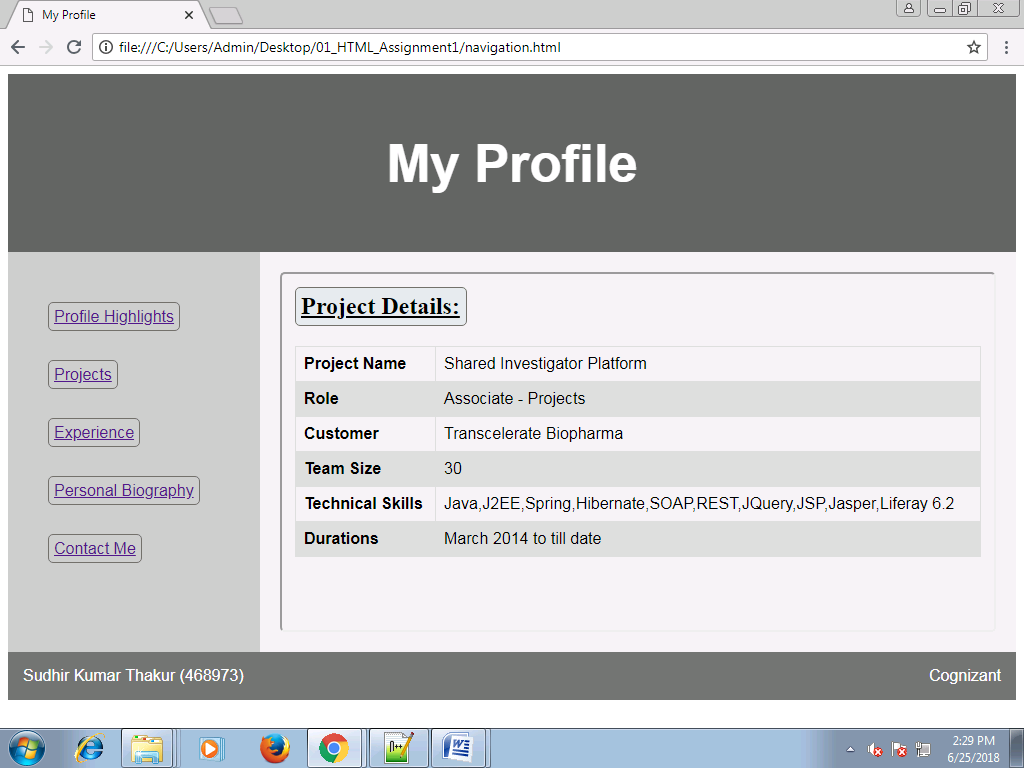 My Profile
file:///C:/Users/Admin/Desktop/01_HTML_Assignment1/navigation.html
My Profile
Profile Highlights
Projects
Experience
Personal Biography
Contact Me
Project Details:
Project Name Shared Investigator Platform
Role Associate - Projects
Customer Transcelerate Biopharma
Team Size 30
Technical Skills Java,J2EE,Spring,Hibernate,SOAP,REST,JQuery,JSP,Jasper,Liferay 6.2
Durations March 2014 to till date
Sudhir Kumar Thakur (468973) Cognizant
2:29 PM
6/25/2018